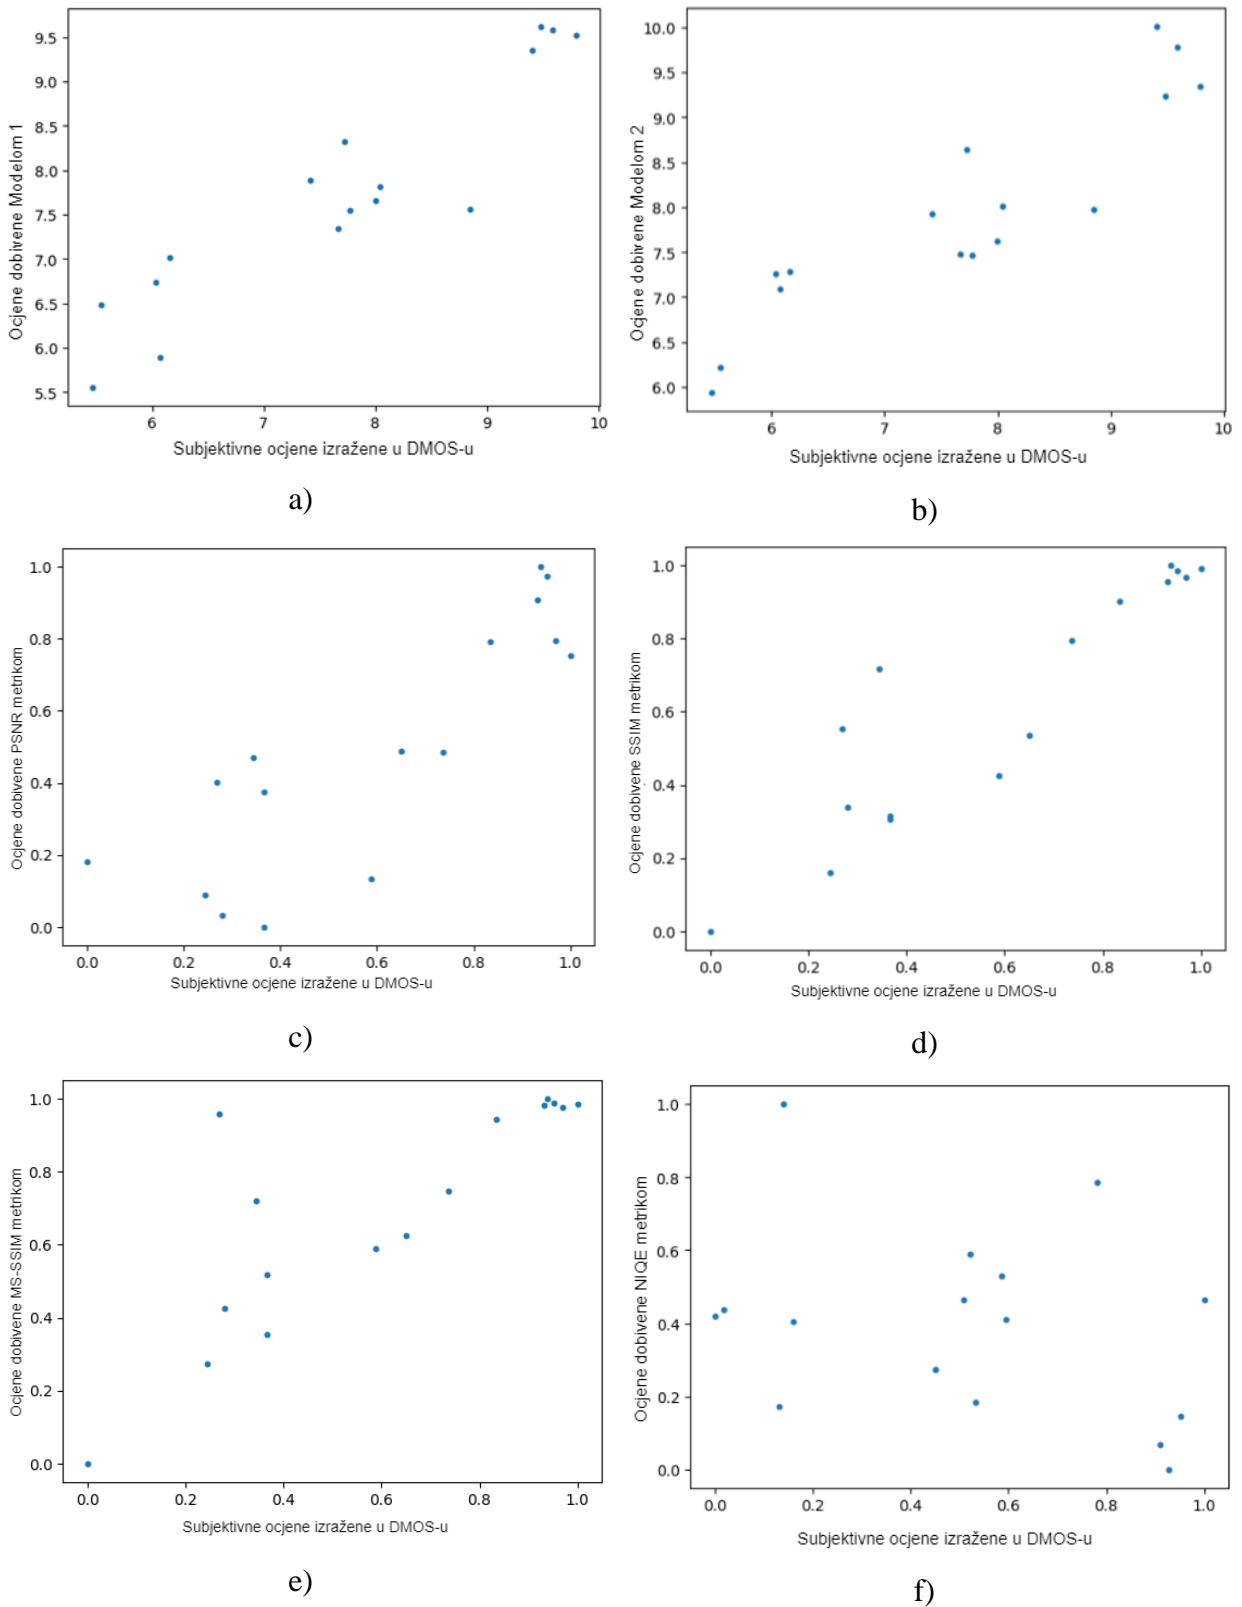 9.5
9.0
8.5
8.0
7.5
7.0
6.5
6.0
5.5
Ocjene dobivene Modelom 1
6 7 8 9 10
Subjektivne ocjene izražene u DMOS-u
a)
10.0
9.5
9.0
8.5
8.0
7.5
7.0
6.5
6.0
Ocjene dobivene Modelom 2
6 7 8 9 10
Subjektivne ocjene izražene u DMOS-u
b)
1.0
0.8
0.6
0.4
0.2
0.0
Ocjene dobivene PSNR metrikom
0.0 0.2 0.4 0.6 0.8 1.0
Subjektivne ocjene izražene u DMOS-u
c)
1.0
0.8
0.6
0.4
0.2
0.0
Ocjene dobivene SSIM metrikom
0.0 0.2 0.4 0.6 0.8 1.0
Subjektivne ocjene izražene u DMOS-u
d)
1.0
0.8
0.6
0.4
0.2
0.0
Ocjene dobivene MS-SSIM metrikom
0.0 0.2 0.4 0.6 0.8 1.0
Subjektivne ocjene izražene u DMOS-u
e)
1.0
0.8
0.6
0.4
0.2
0.0
Ocjene dobivene NIQE metrikom
0.0 0.2 0.4 0.6 0.8 1.0
Subjektivne ocjene izražene u DMOS-u
f)